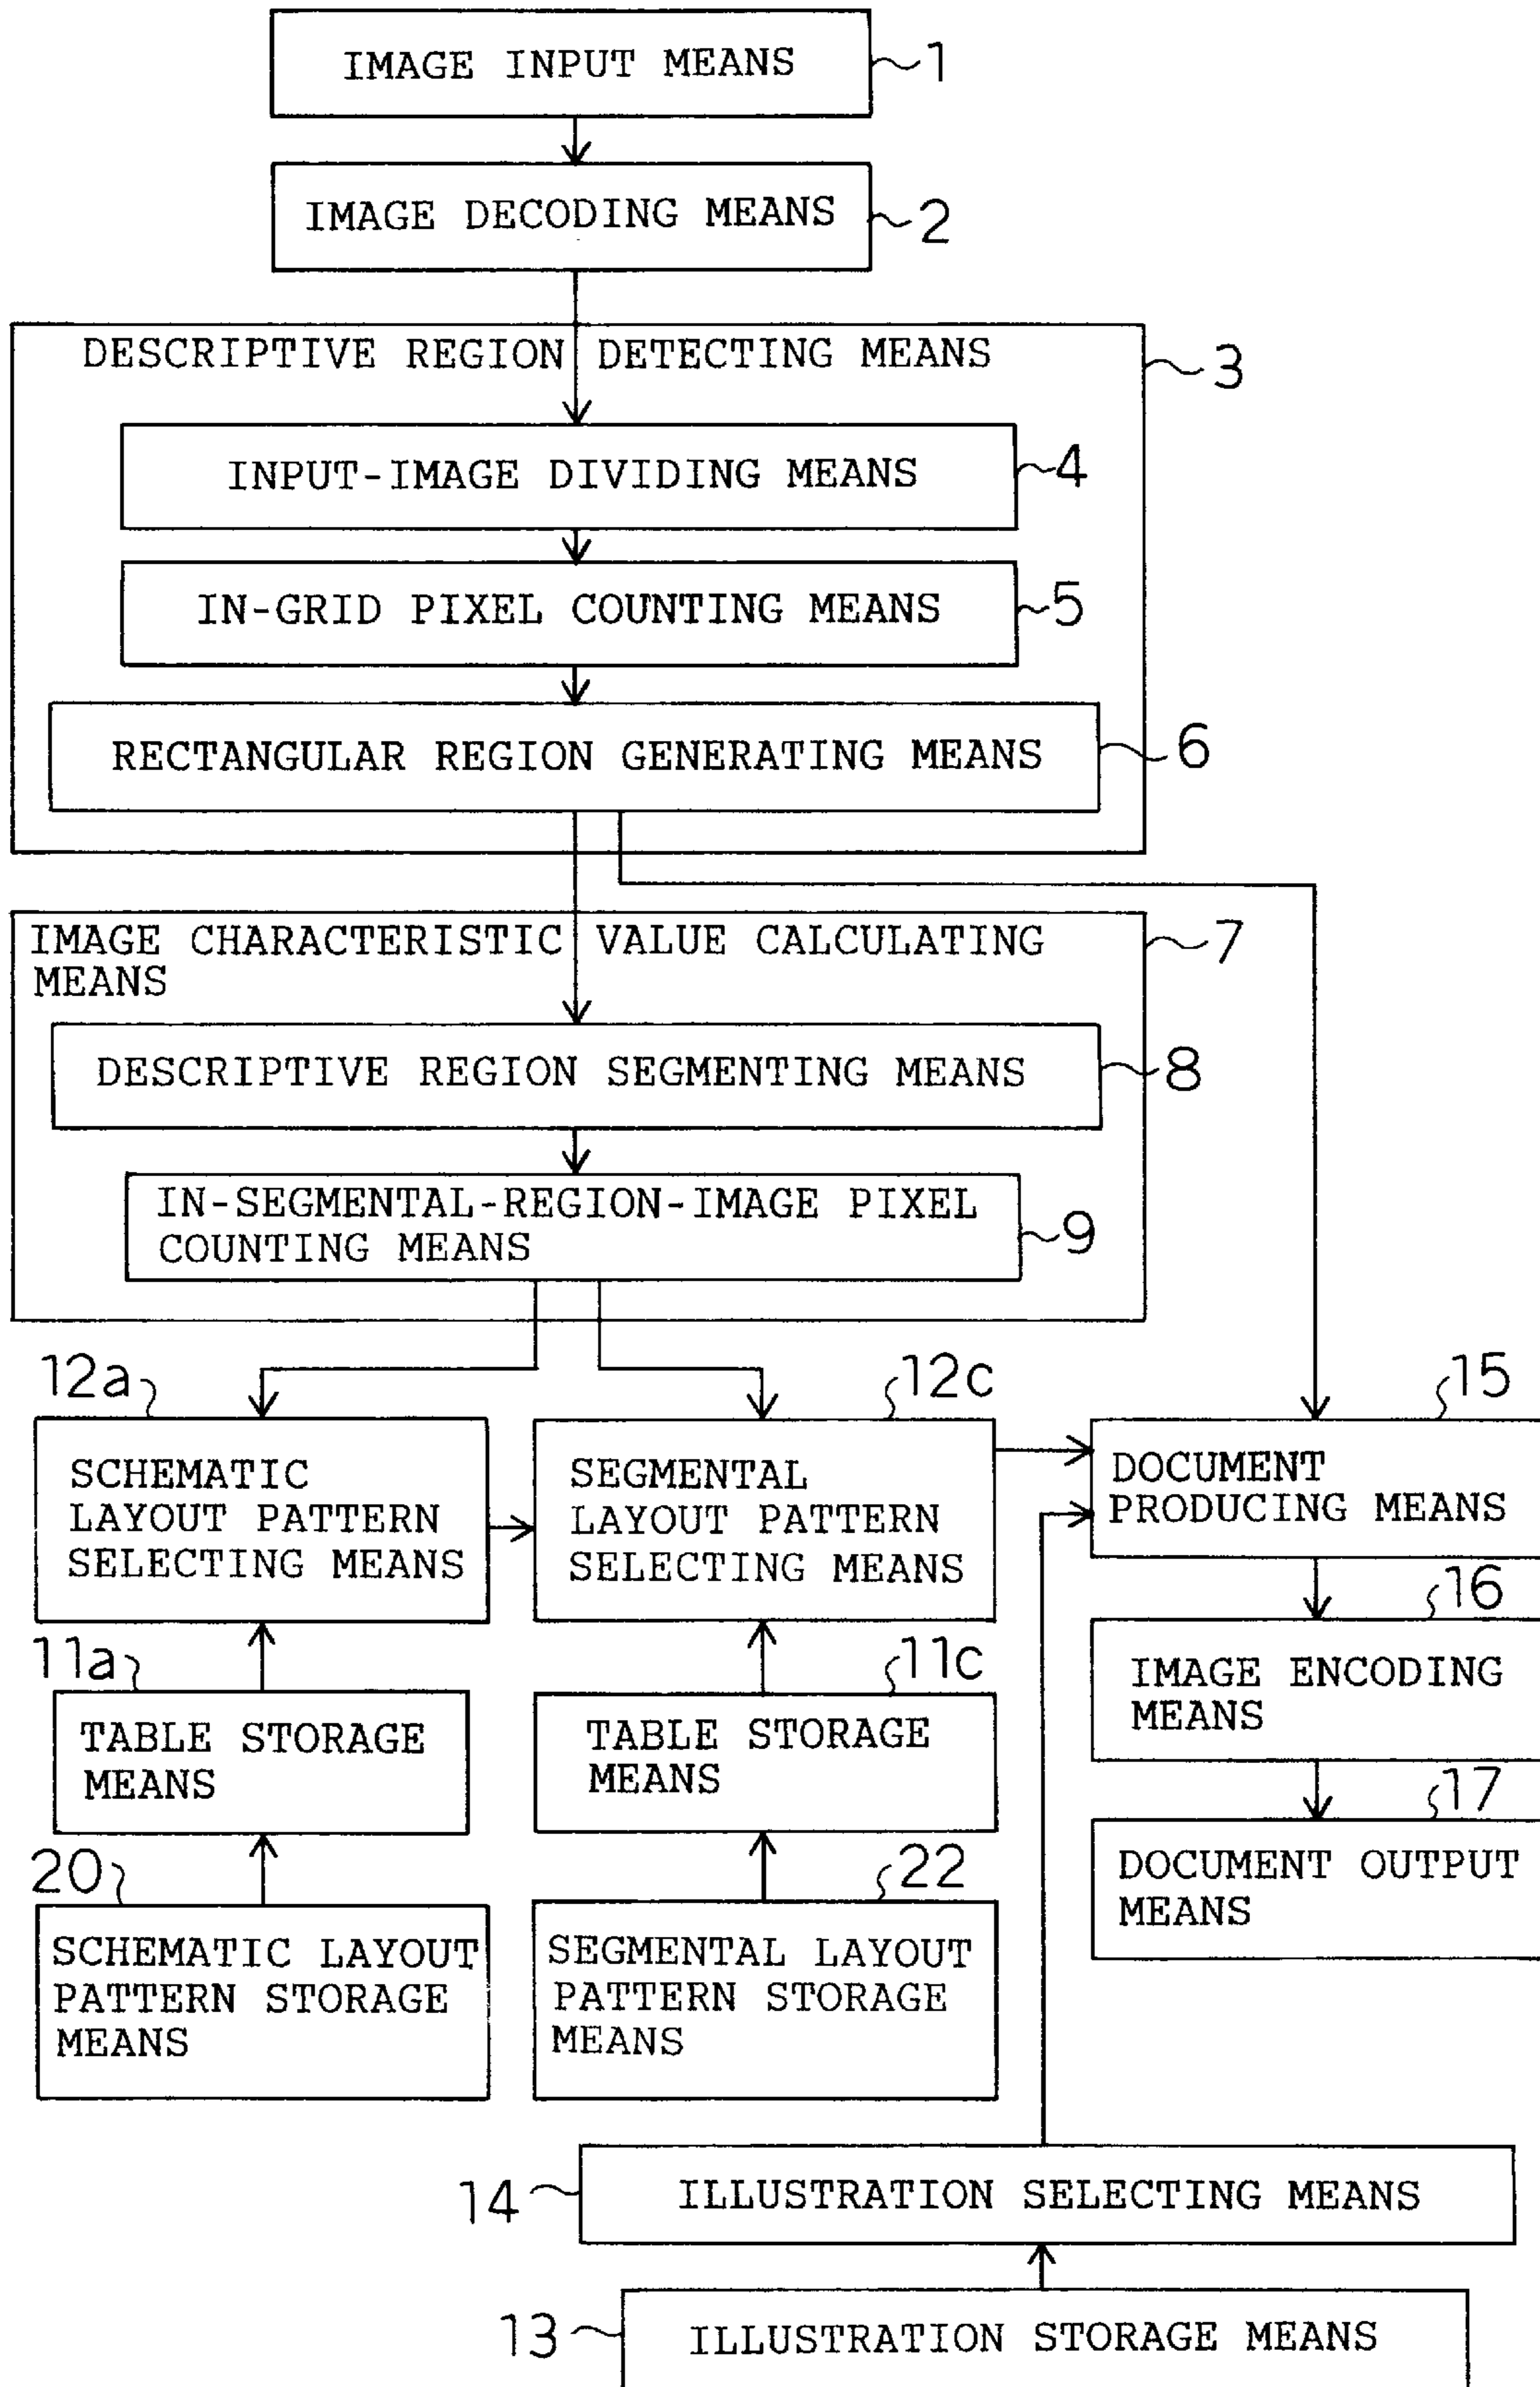 IMAGE INPUT MEANS
1
IMAGE DECODING MEANS
2
DESCRIPTIVE REGION DETECTING MEANS
3
INPUT-IMAGE DIVIDING MEANS
4
IN-GRID PIXEL COUNTING MEANS
5
RECTANGULAR REGION GENERATING MEANS
6
IMAGE CHARACTERISTIC VALUE CALCULATING
MEANS
7
DESCRIPTIVE REGION SEGMENTING MEANS
8
IN-SEGMENTAL-REGION-IMAGE PIXEL
COUNTING MEANS
9
12a
SCHEMATIC
LAYOUT PATTERN
SELECTING MEANS
12c
SEGMENTAL
LAYOUT PATTERN
SELECTING MEANS
15
DOCUMENT
PRODUCING MEANS
11a
TABLE STORAGE
MEANS
11c
TABLE STORAGE
MEANS
16
IMAGE ENCODING
MEANS
20
SCHEMATIC LAYOUT
PATTERN STORAGE
MEANS
22
SEGMENTAL LAYOUT
PATTERN STORAGE
MEANS
17
DOCUMENT OUTPUT
MEANS
14
ILLUSTRATION SELECTING MEANS
13
ILLUSTRATION STORAGE MEANS